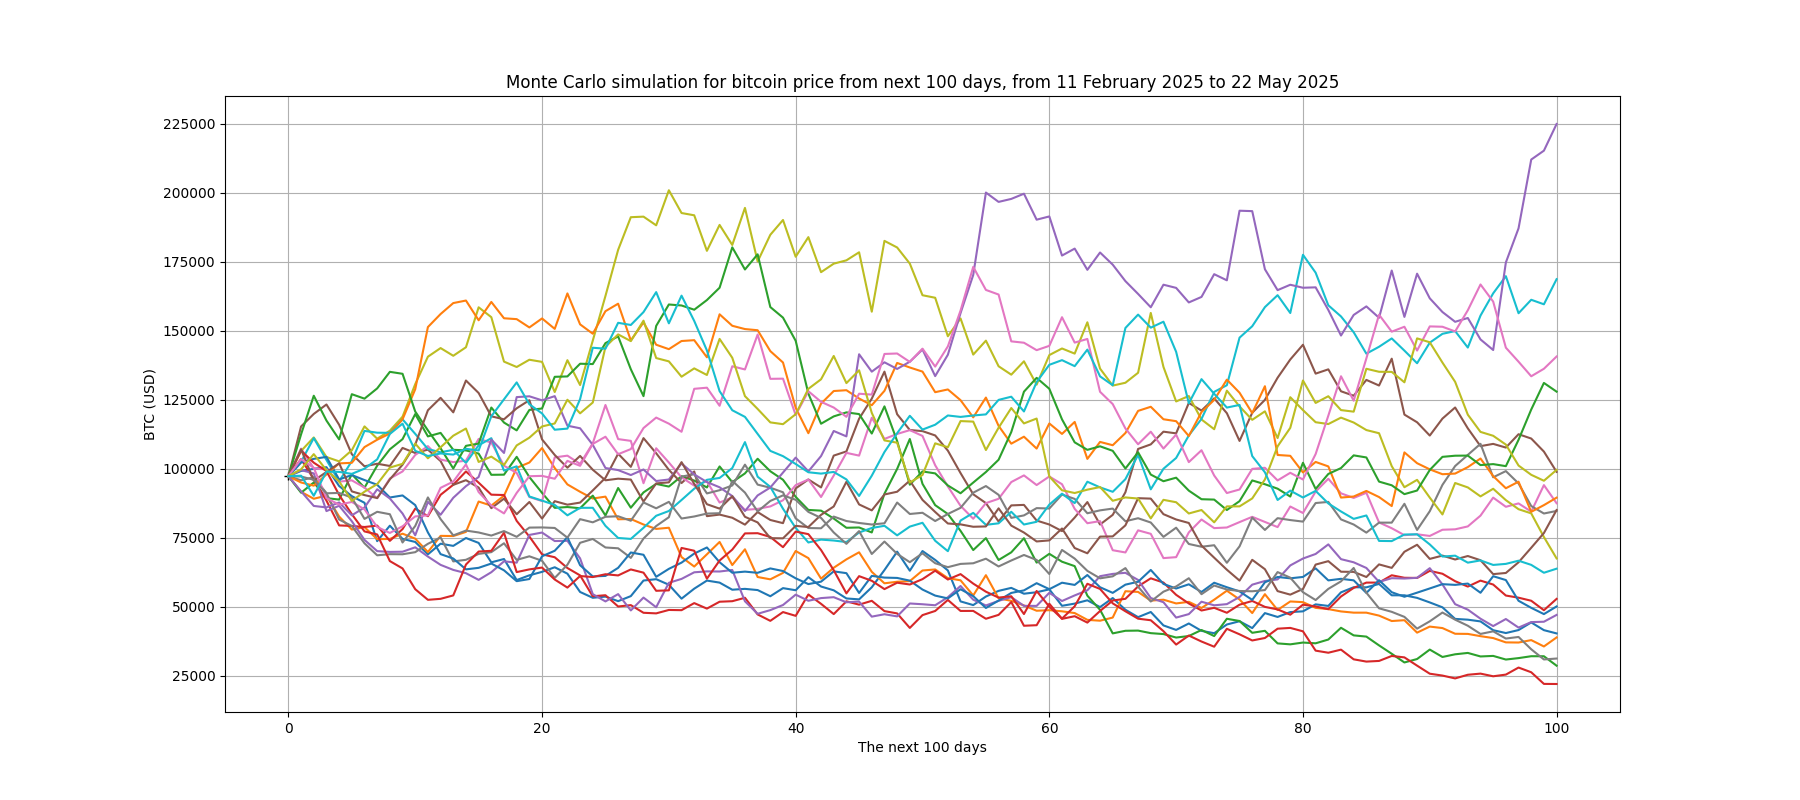 Monte Carlo simulation for bitcoin price from next 100 days, from 11 February 2025 to 22 May 2025
225000
200000
175000
150000
125000
100000
75000
50000
25000
BTC (USD)
0 20 40 60 80 100
The next 100 days